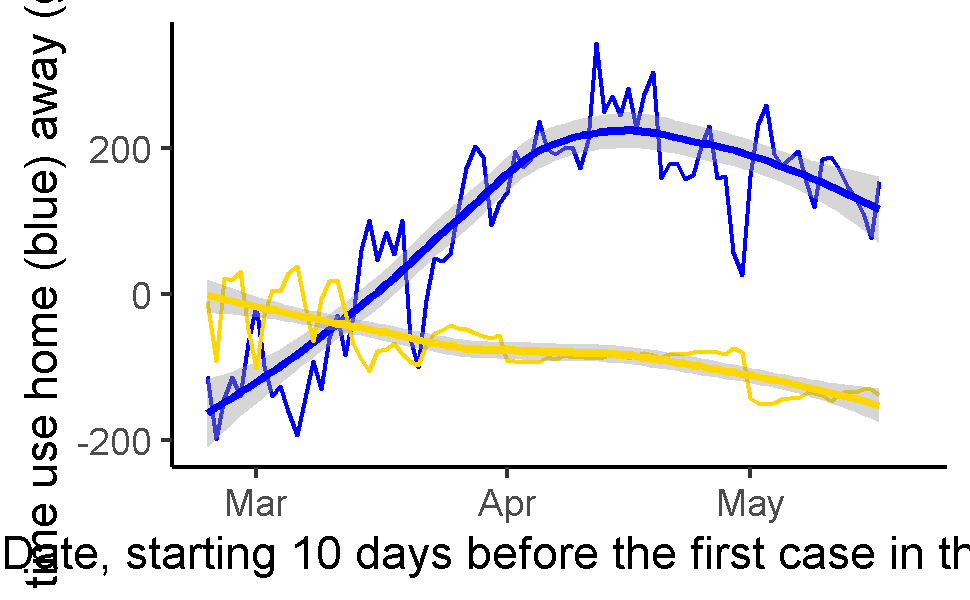 time use home (blue) away (
200
0
-200
Mar Apr May
Date, starting 10 days before the first case in th